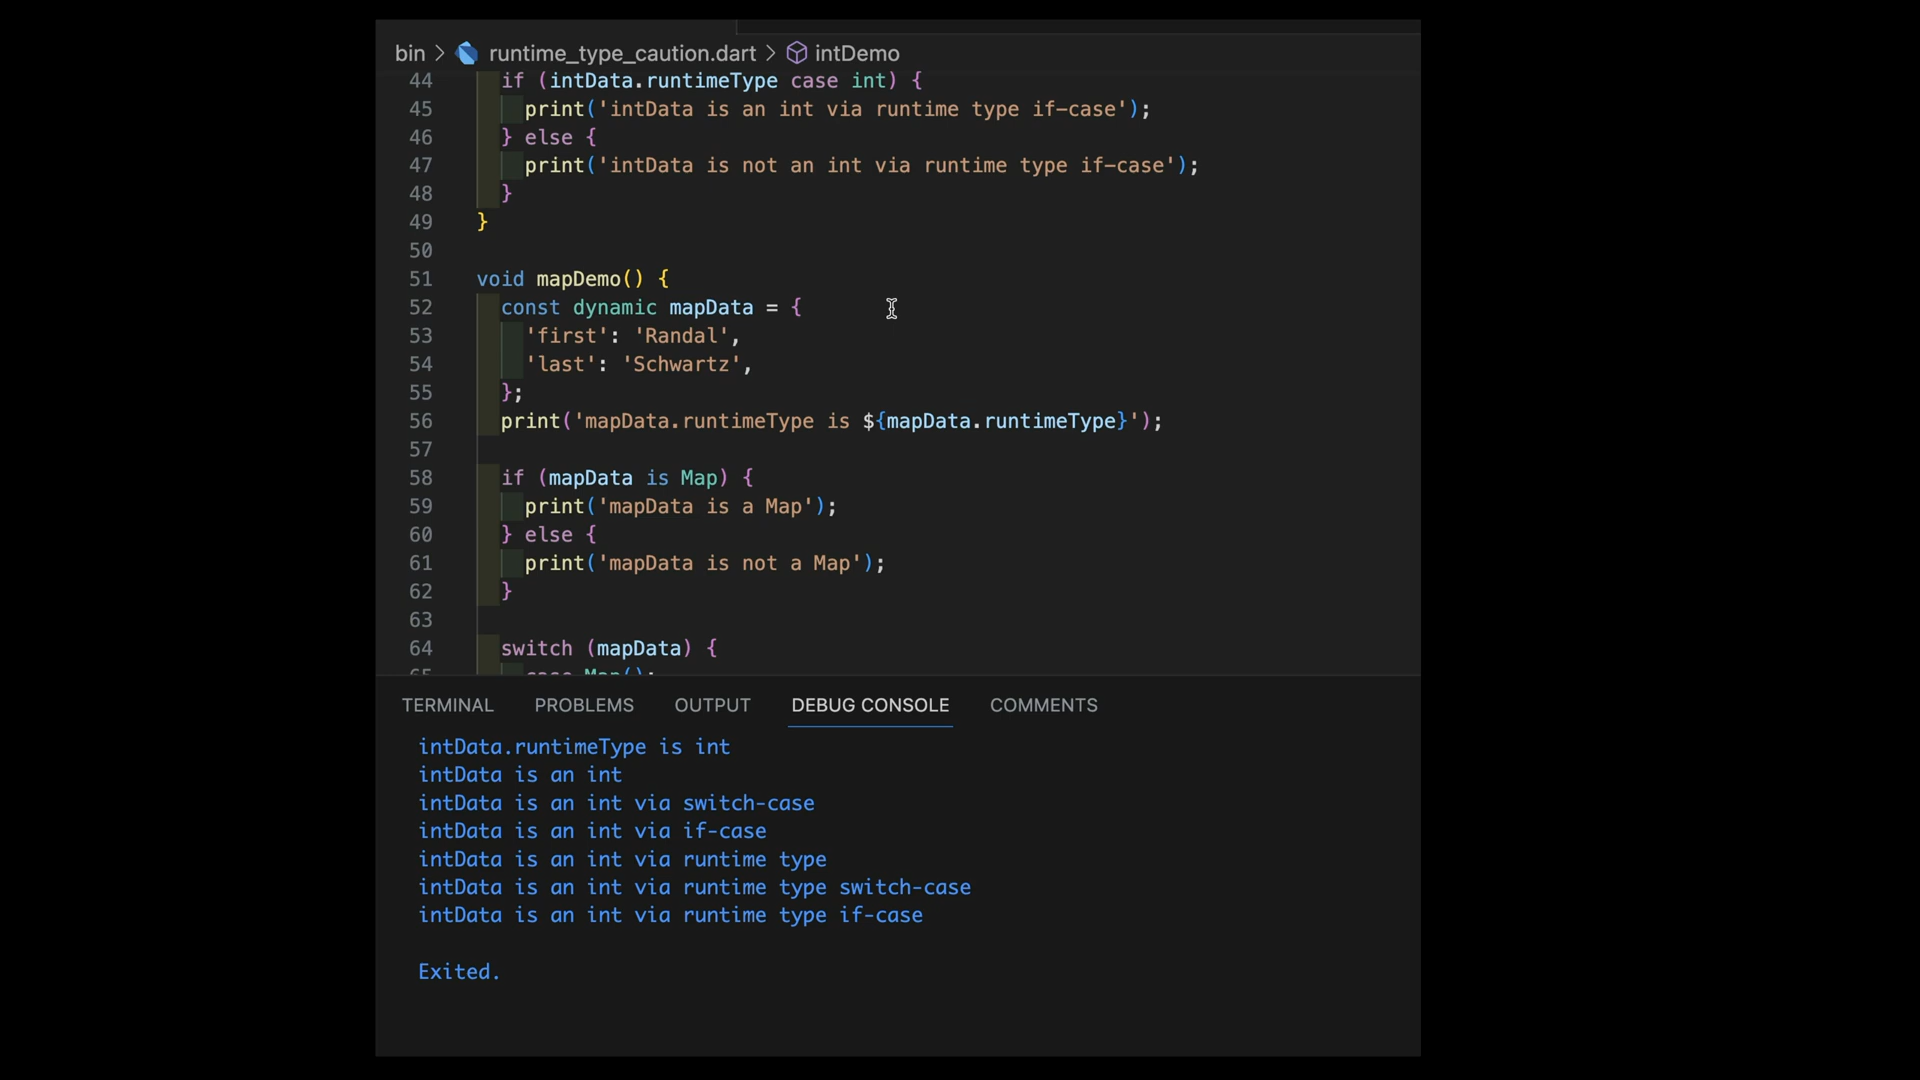 bin > runtime_type_caution.dart > intDemo
44 if (intData.runtimeType case int) {
45 print('intData is an int via runtime type if-case');
46 } else {
47 print('intData is not an int via runtime type if-case');
48 }
49 }
50
51 void mapDemo() {
52 const dynamic mapData = {
53 'first': 'Randal',
54 'last': 'Schwartz',
55 };
56 print('mapData.runtimeType is ${mapData.runtimeType}');
57
58 if (mapData is Map) {
59 print('mapData is a Map');
60 } else {
61 print('mapData is not a Map');
62 }
63
64 switch (mapData) {
65 case Map():
TERMINAL PROBLEMS OUTPUT DEBUG CONSOLE COMMENTS
intData.runtimeType is int
intData is an int
intData is an int via switch-case
intData is an int via if-case
intData is an int via runtime type
intData is an int via runtime type switch-case
intData is an int via runtime type if-case
Exited.